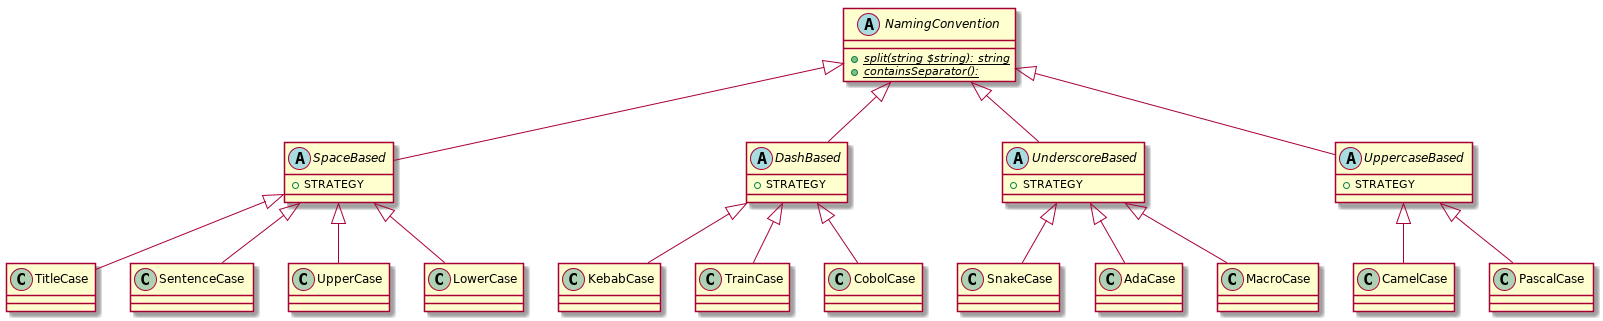 A NamingConvention
split(string $string): string
containsSeparator():
A SpaceBased
STRATEGY
A DashBased
STRATEGY
A UnderscoreBased
STRATEGY
A UppercaseBased
STRATEGY
C TitleCase
C SentenceCase
C UpperCase
C LowerCase
C KebabCase
C TrainCase
C CobolCase
C SnakeCase
C AdaCase
C MacroCase
C CamelCase
C PascalCase